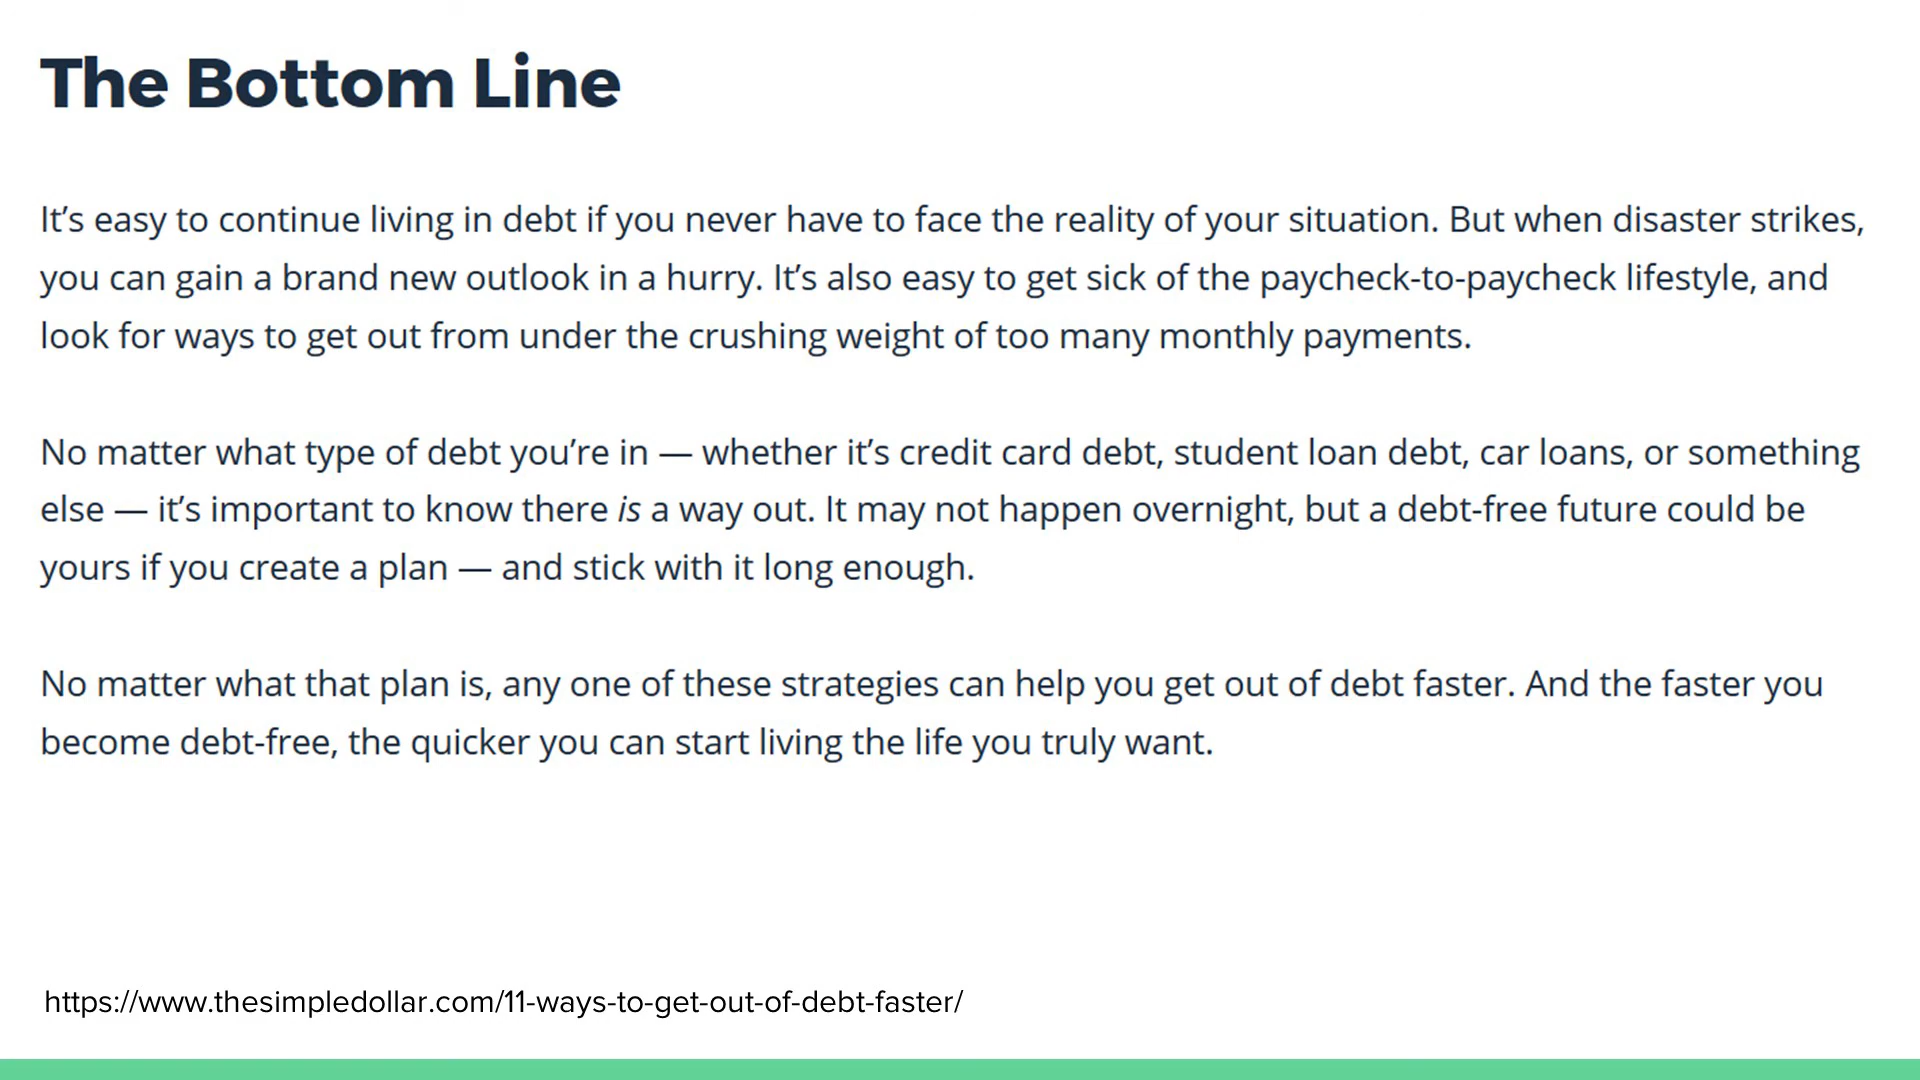 The Bottom Line
It’s easy to continue living in debt if you never have to face the reality of your situation. But when disaster strikes,
you can gain a brand new outlook in a hurry. It’s also easy to get sick of the paycheck-to-paycheck lifestyle, and
look for ways to get out from under the crushing weight of too many monthly payments.
No matter what type of debt you’re in — whether it’s credit card debt, student loan debt, car loans, or something
else — it’s important to know there is a way out. It may not happen overnight, but a debt-free future could be
yours if you create a plan — and stick with it long enough.
No matter what that plan is, any one of these strategies can help you get out of debt faster. And the faster you
become debt-free, the quicker you can start living the life you truly want.
https://www.thesimpledollar.com/11-ways-to-get-out-of-debt-faster/